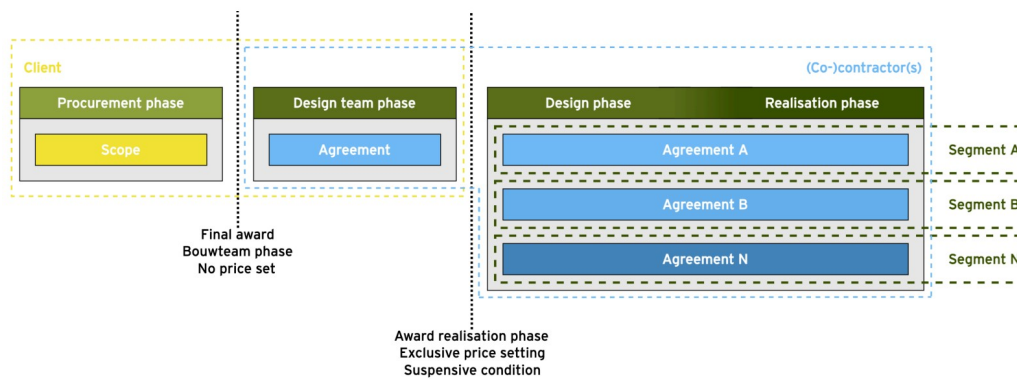 Client
(Co-)contractor(s)
Procurement phase
Design team phase
Design phase
Realisation phase
Scope
Agreement
Agreement A
Segment A
Agreement B
Segment B
Agreement N
Segment N
Final award
Bouwteam phase
No price set
Award realisation phase
Exclusive price setting
Suspensive condition